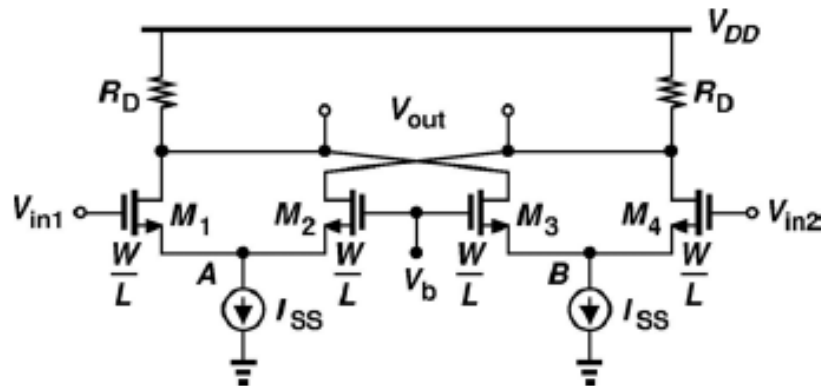 V_DD
R_D
V_out
R_D
V_in1
M_1
M_2
M_3
M_4
V_in2
W
L
A
W
L
V_b
W
L
B
W
L
I_SS
I_SS